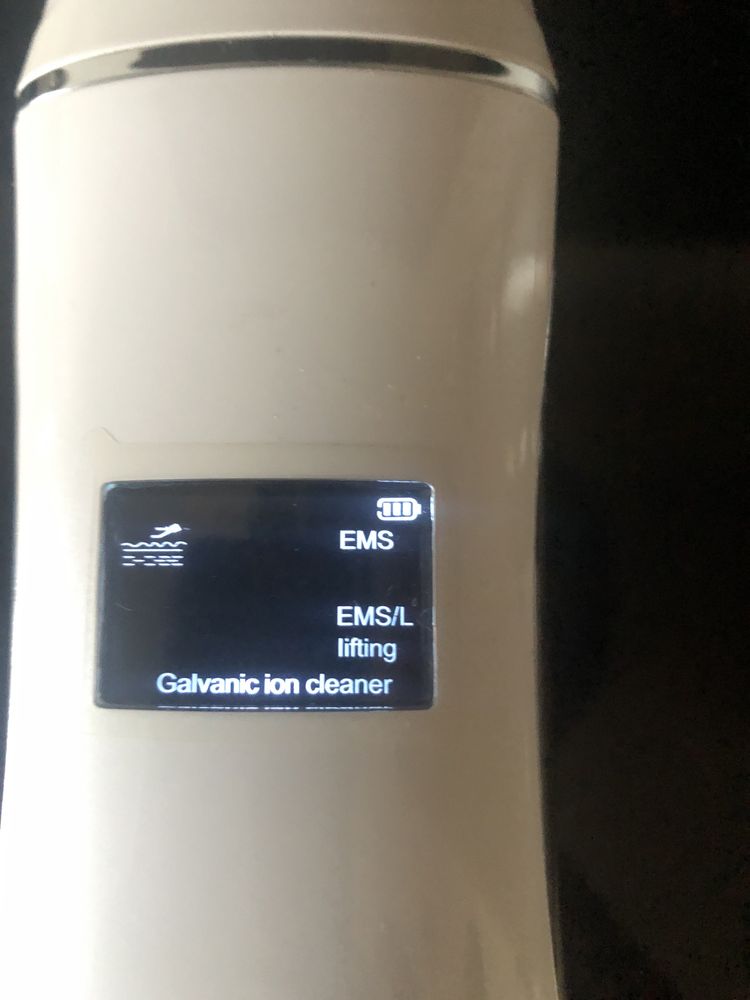 EMS
EMS/L
lifting
Galvanic ion cleaner